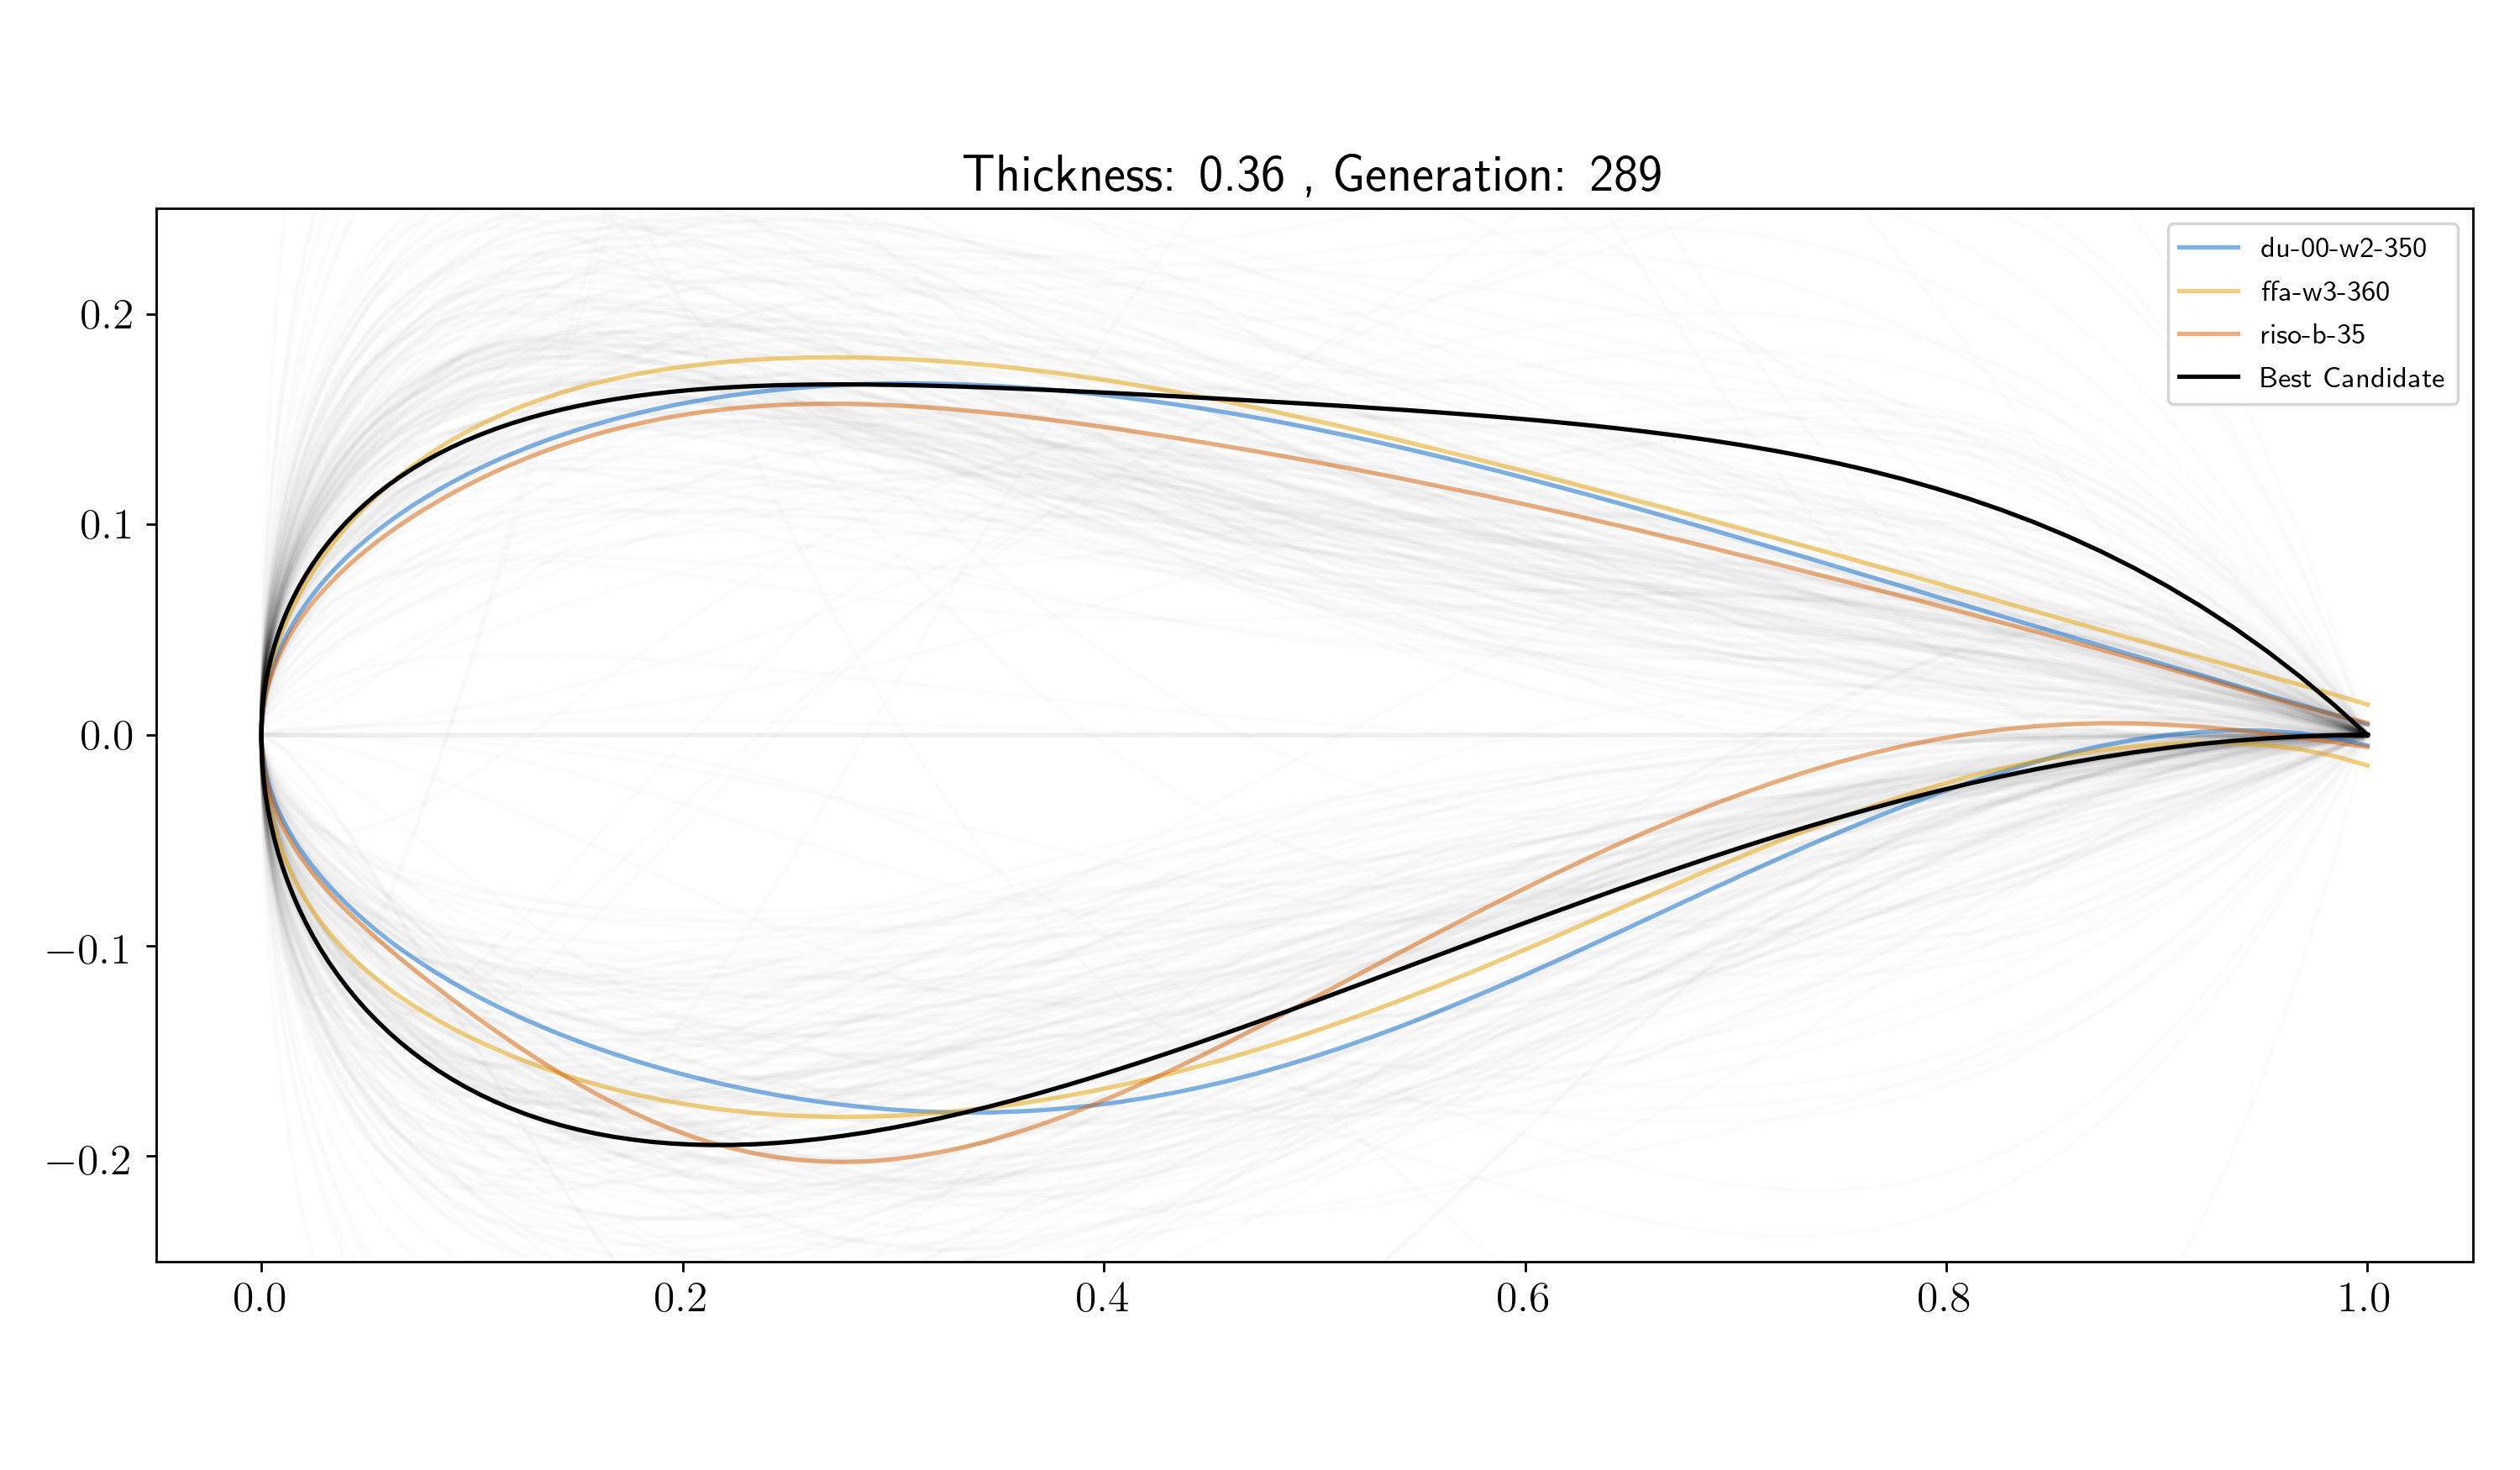 Thickness: 0.36 , Generation: 289
du-00-w2-350
ffa-w3-360
riso-b-35
Best Candidate
0.2
0.1
0.0
−0.1
−0.2
0.0 0.2 0.4 0.6 0.8 1.0